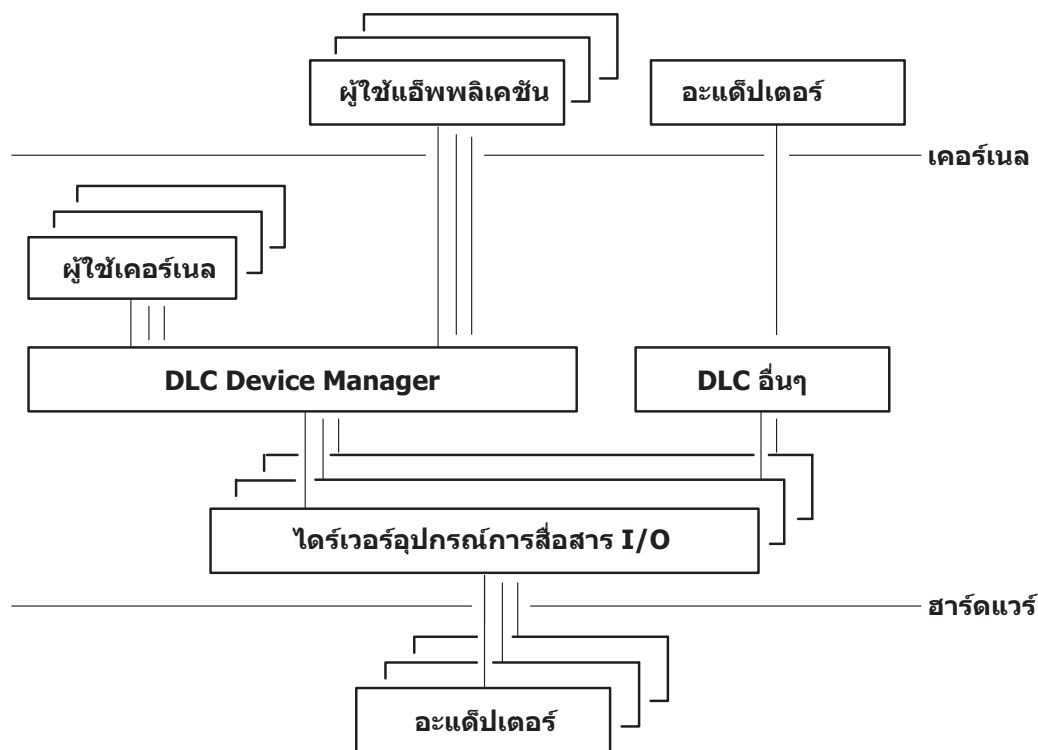 ผู้ใช้แอ็พพลิเคชัน
อะแด็ปเตอร์
เคอร์เนล
ผู้ใช้เคอร์เนล
DLC Device Manager
DLC อื่นๆ
ไดร์เวอร์อุปกรณ์การสื่อสาร I/O
ฮาร์ดแวร์
อะแด็ปเตอร์